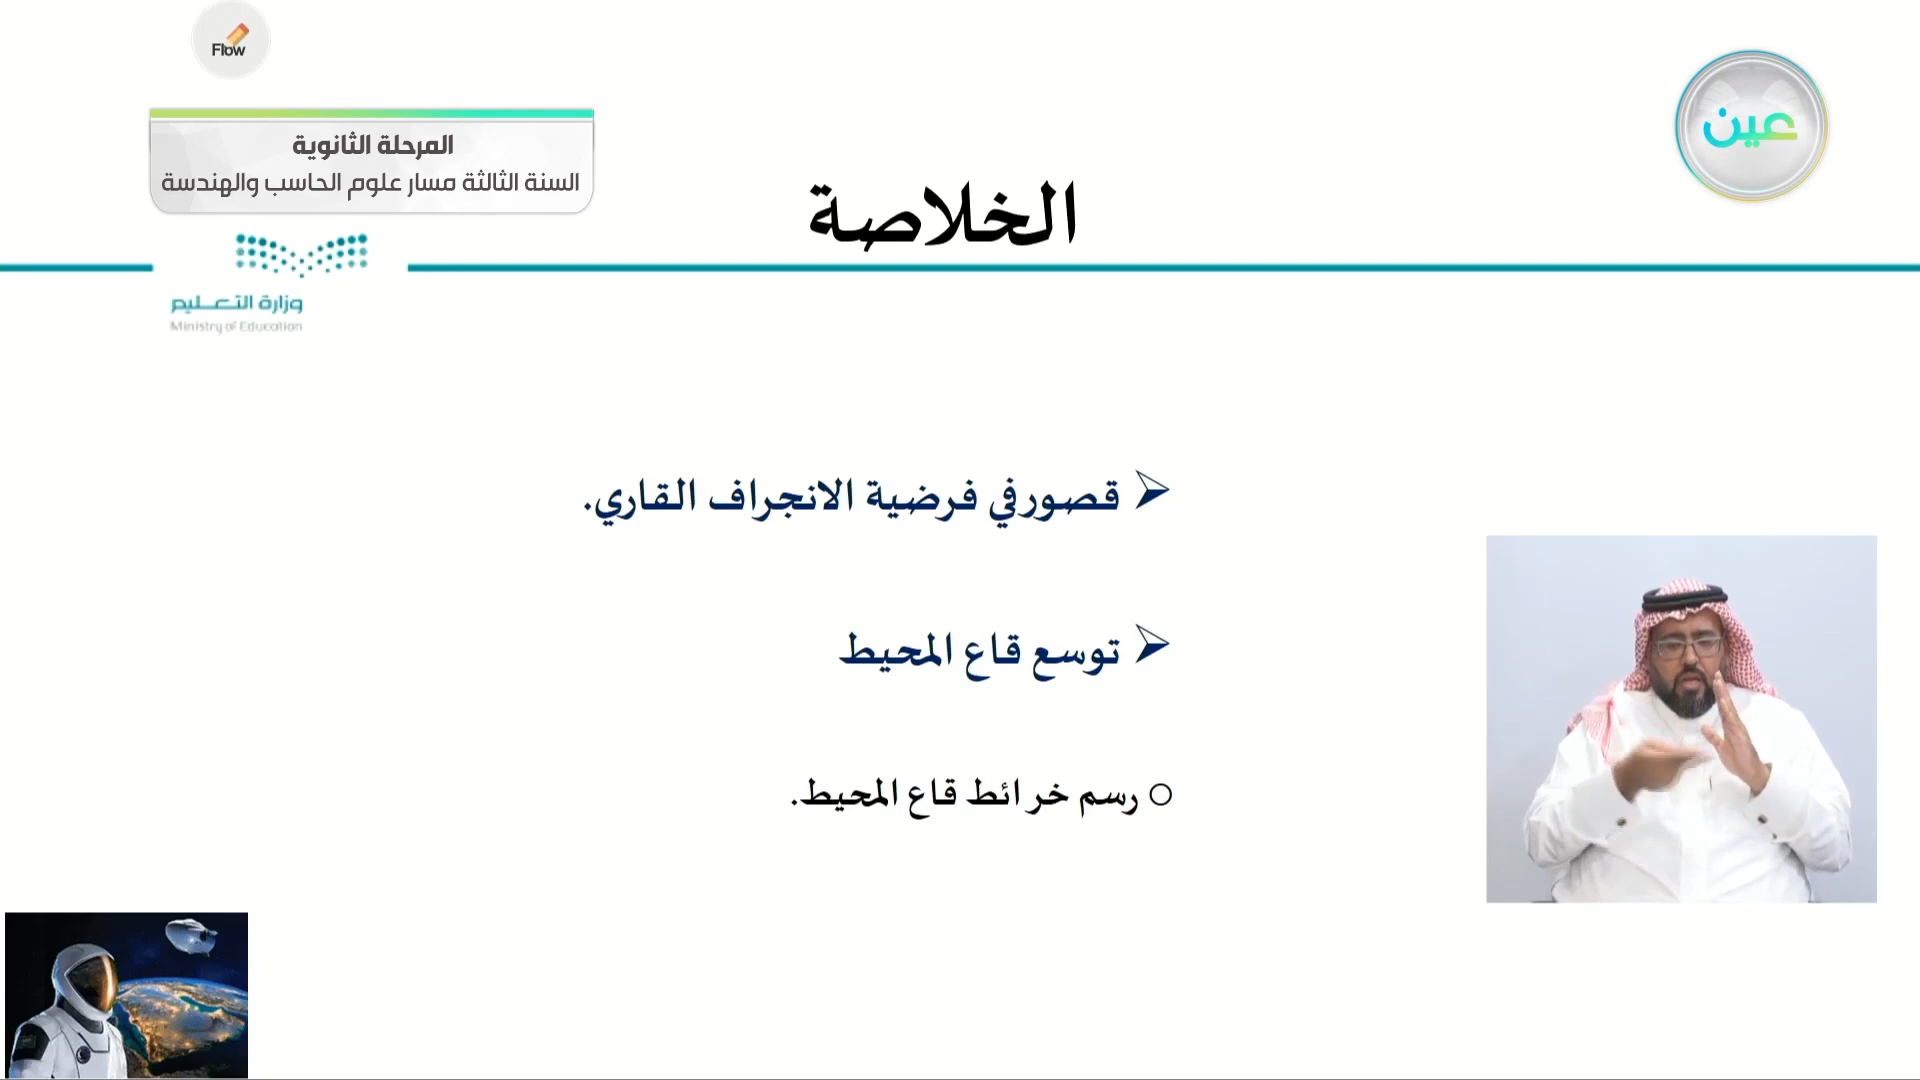 Flow
المرحلة الثانوية
السنة الثالثة مسار علوم الحاسب والهندسة
عين
الخلاصة
وزارة التعليم
Ministry of Education
قصور في فرضية الانجراف القاري.
توسع قاع المحيط
رسم خرائط قاع المحيط.